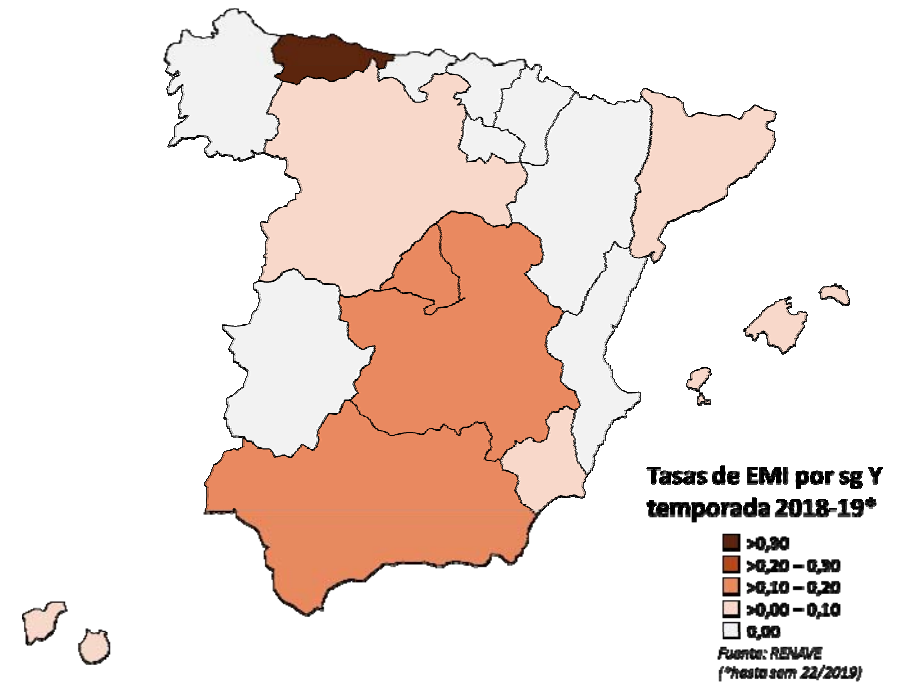 Tasas de EMI por sg Y
temporada 2018-19*
>0,30
>0,20 – 0,30
>0,10 – 0,20
>0,00 – 0,10
0,00
Fuente: RENAVE
(*hasta sem 22/2019)